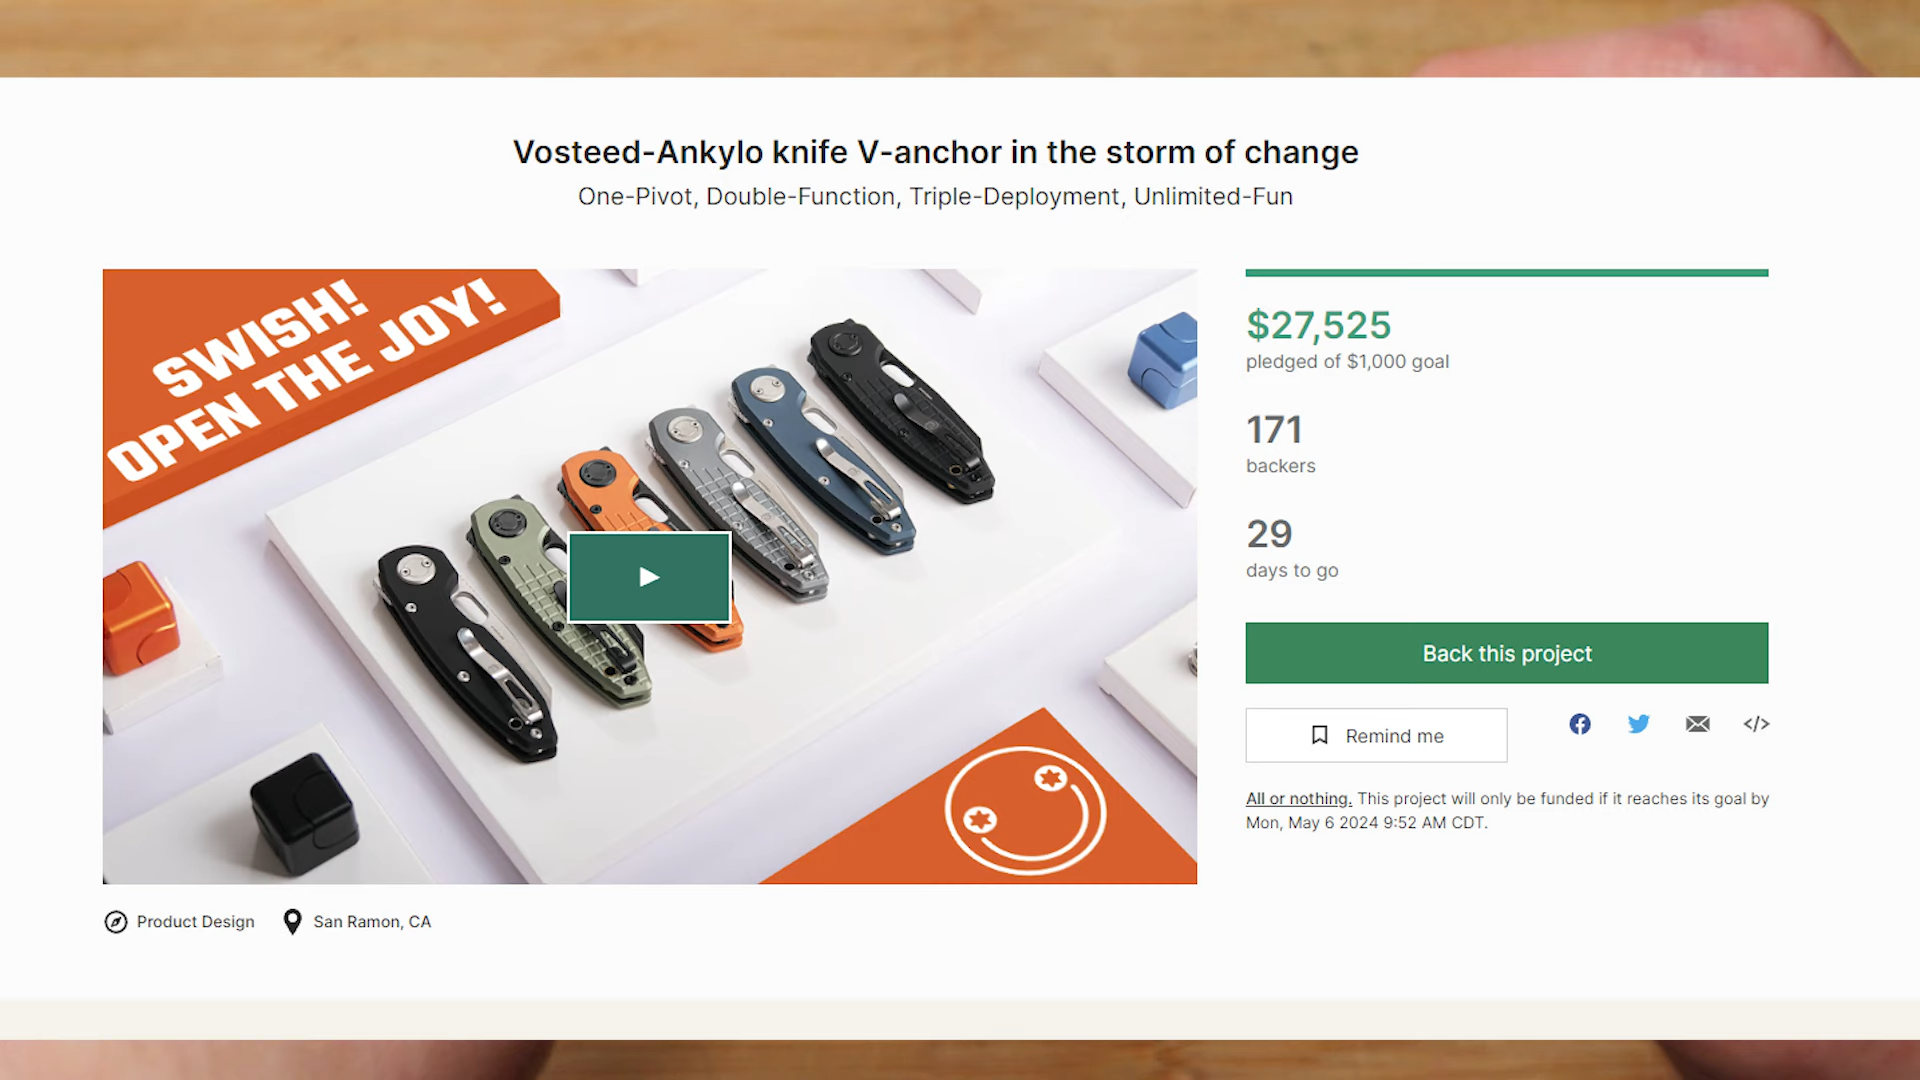 Vosteed-Ankylo knife V-anchor in the storm of change
One-Pivot, Double-Function, Triple-Deployment, Unlimited-Fun
SWISH!
OPEN THE JOY!
$27,525
pledged of $1,000 goal
171
backers
29
days to go
Back this project
Remind me
All or nothing. This project will only be funded if it reaches its goal by
Mon, May 6 2024 9:52 AM CDT.
Product Design
San Ramon, CA